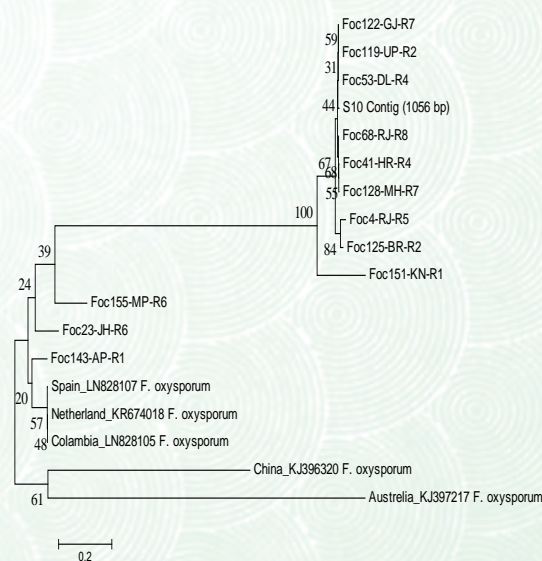 Foc122-GJ-R7
59
Foc119-UP-R2
31
Foc53-DL-R4
44
S10 Contig (1056 bp)
Foc68-RJ-R8
67
Foc41-HR-R4
68
Foc128-MH-R7
55
100
Foc4-RJ-R5
84
Foc125-BR-R2
39
Foc151-KN-R1
24
Foc155-MP-R6
Foc23-JH-R6
Foc143-AP-R1
Spain_LN828107 F. oxysporum
20
Netherland_KR674018 F. oxysporum
57
48
Colambia_LN828105 F. oxysporum
China_KJ396320 F. oxysporum
61
Austrelia_KJ397217 F. oxysporum
0.2